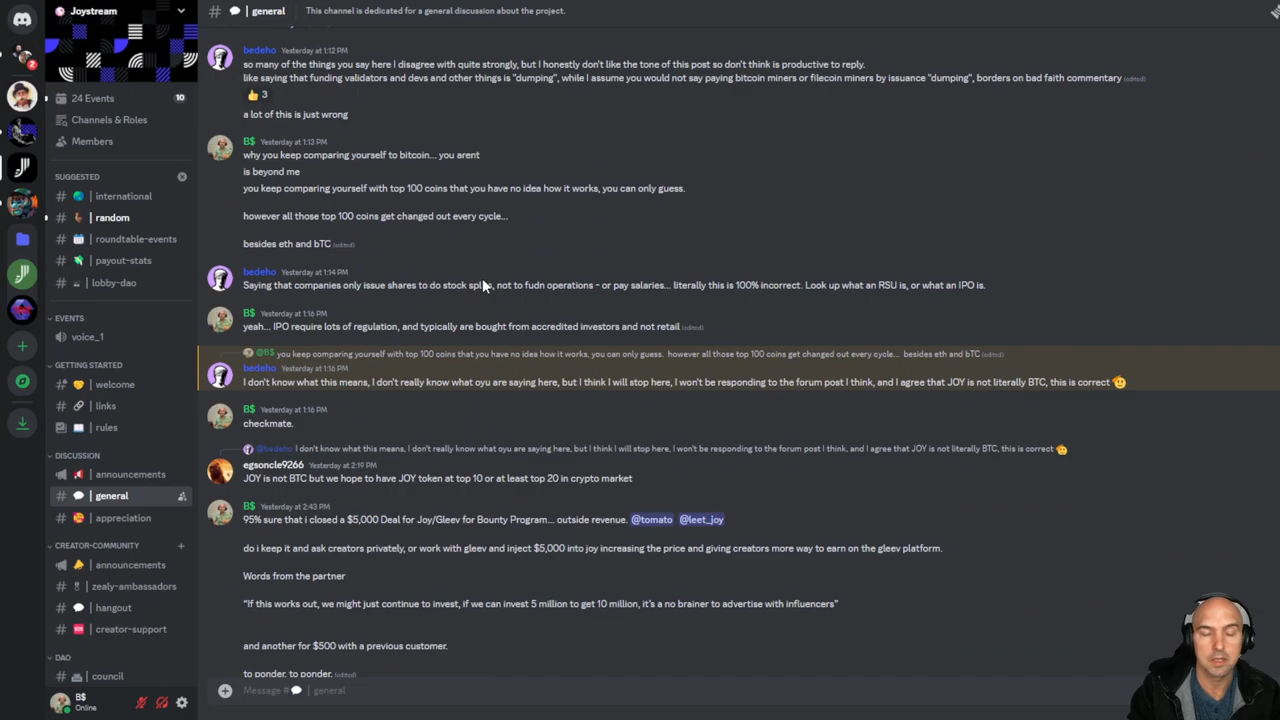 Joystream
# | general This channel is dedicated for a general discussion about the project.
2
24 Events 10
Channels & Roles
Members
SUGGESTED
# | international
# | random
# | roundtable-events
# | payout-stats
# | lobby-dao
EVENTS
voice_1
GETTING STARTED
# | welcome
# | links
| rules
DISCUSSION
| announcements
# | general
# | appreciation
CREATOR-COMMUNITY
| announcements
# | zealy-ambassadors
# | hangout
# | creator-support
DAO
# | council
B$
Online
bedeho Yesterday at 1:12 PM
so many of the things you say here I disagree with quite strongly, but I honestly don't like the tone of this post so don't think is productive to reply.
like saying that funding validators and devs and other things is "dumping", while I assume you would not say paying bitcoin miners or filecoin miners by issuance "dumping", borders on bad faith commentary (edited)
3
a lot of this is just wrong
B$ Yesterday at 1:13 PM
why you keep comparing yourself to bitcoin... you arent
is beyond me
you keep comparing yourself with top 100 coins that you have no idea how it works, you can only guess.
however all those top 100 coins get changed out every cycle...
besides eth and bTC (edited)
bedeho Yesterday at 1:14 PM
Saying that companies only issue shares to do stock splits, not to fudn operations - or pay salaries... literally this is 100% incorrect. Look up what an RSU is, or what an IPO is.
B$ Yesterday at 1:16 PM
yeah... IPO require lots of regulation, and typically are bought from accredited investors and not retail (edited)
@B$ you keep comparing yourself with top 100 coins that you have no idea how it works, you can only guess. however all those top 100 coins get changed out every cycle... besides eth and bTC (edited)
bedeho Yesterday at 1:16 PM
I don't know what this means, I don't really know what oyu are saying here, but I think I will stop here, I won't be responding to the forum post I think, and I agree that JOY is not literally BTC, this is correct
B$ Yesterday at 1:16 PM
checkmate.
@bedeho I don't know what this means, I don't really know what oyu are saying here, but I think I will stop here, I won't be responding to the forum post I think, and I agree that JOY is not literally BTC, this is correct
egsoncle9266 Yesterday at 2:19 PM
JOY is not BTC but we hope to have JOY token at top 10 or at least top 20 in crypto market
B$ Yesterday at 2:43 PM
95% sure that i closed a $5,000 Deal for Joy/Gleev for Bounty Program... outside revenue. @tomato @leet_joy
do i keep it and ask creators privately, or work with gleev and inject $5,000 into joy increasing the price and giving creators more way to earn on the gleev platform.
Words from the partner
"If this works out, we might just continue to invest, if we can invest 5 million to get 10 million, it's a no brainer to advertise with influencers"
and another for $500 with a previous customer.
to ponder, to ponder. (edited)
Message # | general